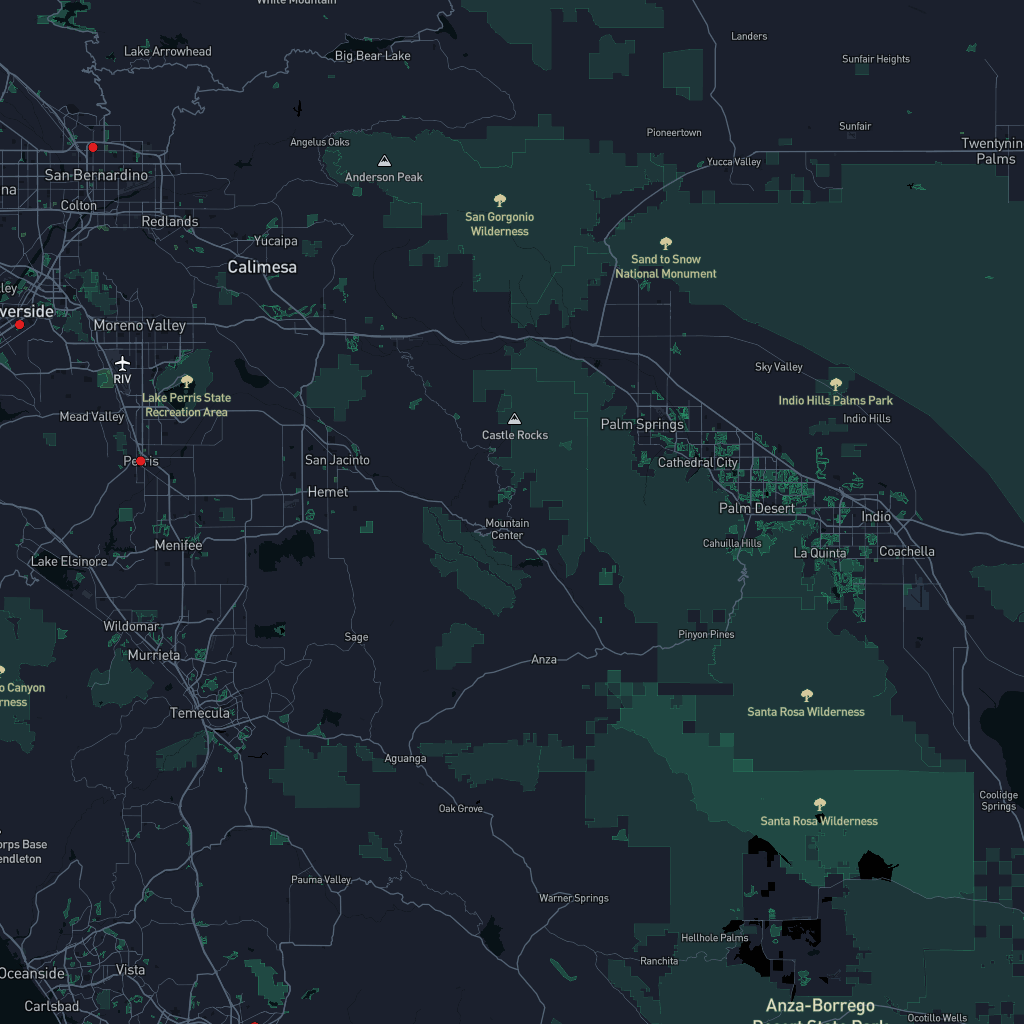 White Mountain
Landers
Lake Arrowhead
Big Bear Lake
Sunfair Heights
Pioneertown
Sunfair
Angelus Oaks
Yucca Valley
Twentynin
Palms
Anderson Peak
San Bernardino
na
Colton
San Gorgonio
Wilderness
Redlands
Yucaipa
Calimesa
Sand to Snow
National Monument
lley
verside
Moreno Valley
RIV
Sky Valley
Lake Perris State
Recreation Area
Indio Hills Palms Park
Mead Valley
Indio Hills
Palm Springs
Castle Rocks
Perris
San Jacinto
Cathedral City
Hemet
Palm Desert
Indio
Mountain
Center
Menifee
Cahuilla Hills
La Quinta
Coachella
Lake Elsinore
Wildomar
Sage
Pinyon Pines
Murrieta
Anza
o Canyon
rness
Santa Rosa Wilderness
Temecula
Aguanga
Coolidge
Springs
Oak Grove
Santa Rosa Wilderness
orps Base
endleton
Pauma Valley
Warner Springs
Hellhole Palms
Ranchita
Oceanside
Vista
Carlsbad
Anza-Borrego
Desert State Park
Ocotillo Wells